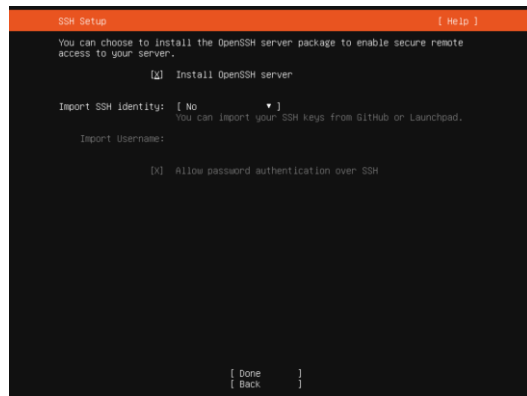 SSH Setup [ Help ]
You can choose to install the OpenSSH server package to enable secure remote
access to your server.
[X] Install OpenSSH server
Import SSH identity: [ No ▾ ]
You can import your SSH keys from GitHub or Launchpad.
Import Username:
[X] Allow password authentication over SSH
[ Done ]
[ Back ]